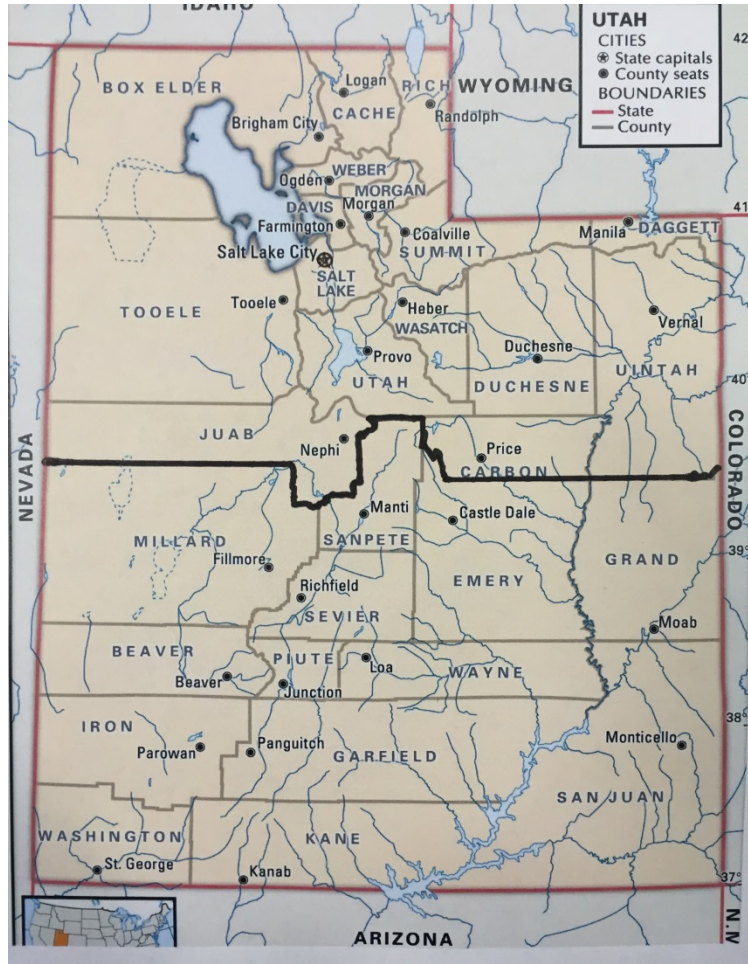 IDAHO
UTAH
CITIES
State capitals
County seats
BOUNDARIES
State
County
42
WYOMING
BOX ELDER
Logan
RICH
CACHE
Randolph
Brigham City
WEBER
Ogden
MORGAN
DAVIS
Morgan
41
Farmington
Coalville
Manila
DAGGETT
Salt Lake City
SUMMIT
SALT
LAKE
TOOELE
Tooele
Heber
WASATCH
Vernal
Provo
Duchesne
UTAH
DUCHESNE
UINTAH
40
JUAB
Nephi
Price
CARBON
COLORADO
NEVADA
Manti
Castle Dale
MILLARD
SANPETE
39°
Fillmore
GRAND
EMERY
Richfield
SEVIER
Moab
BEAVER
PIUTE
Loa
WAYNE
Beaver
Junction
38°
IRON
Parowan
Panguitch
GARFIELD
Monticello
SAN JUAN
WASHINGTON
KANE
St. George
Kanab
37°
ARIZONA
N.M